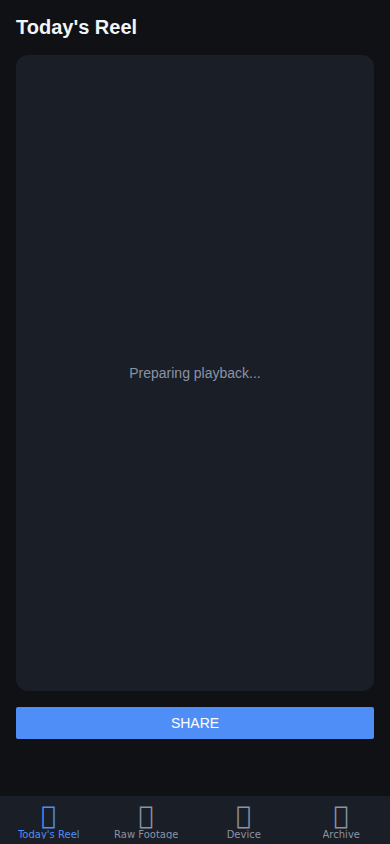 Today's Reel
Preparing playback...
SHARE
Today's Reel
Raw Footage
Device
Archive